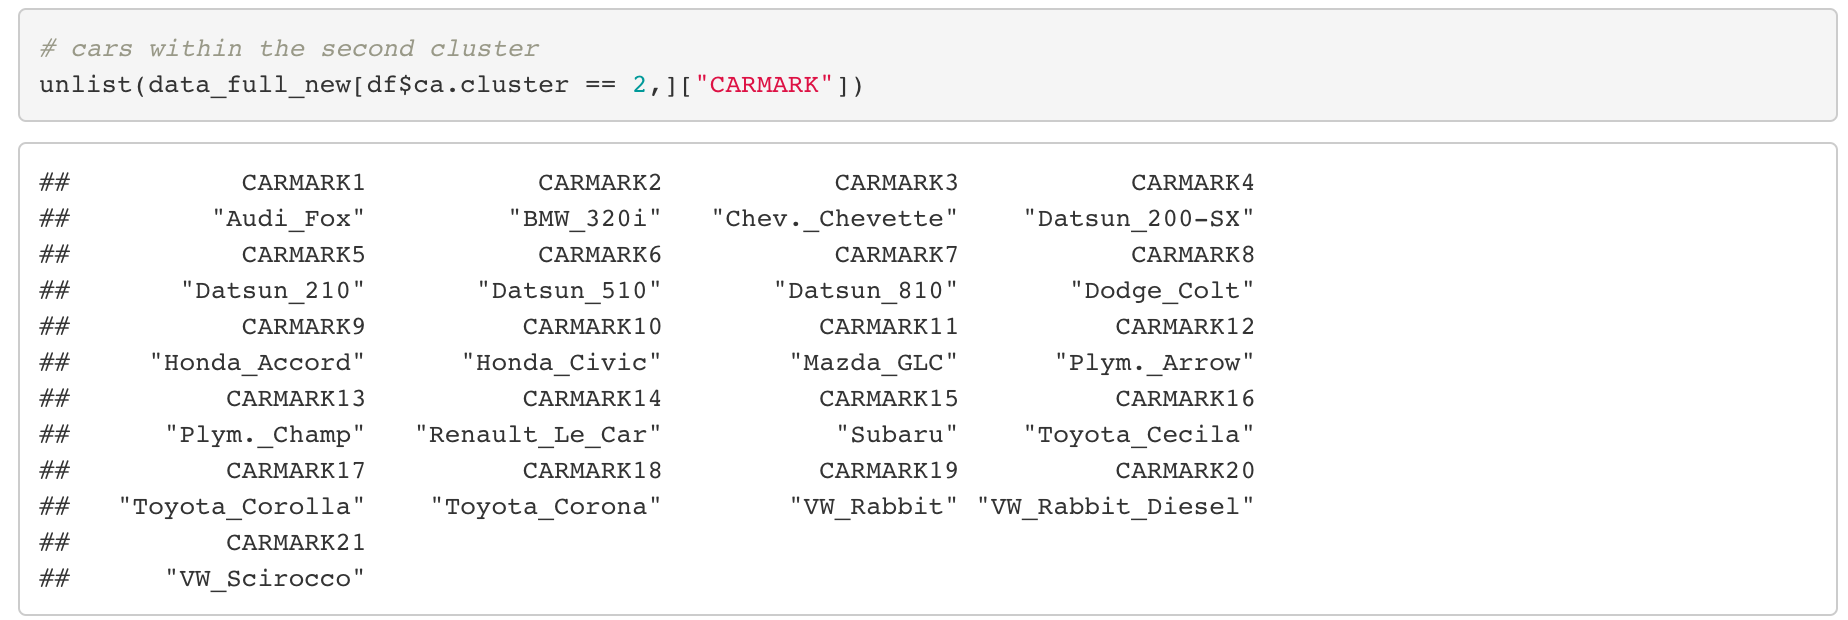 # cars within the second cluster
unlist(data_full_new[df$ca.cluster == 2,]["CARMARK"])
## CARMARK1 CARMARK2 CARMARK3 CARMARK4
## "Audi_Fox" "BMW_320i" "Chev._Chevette" "Datsun_200-SX"
## CARMARK5 CARMARK6 CARMARK7 CARMARK8
## "Datsun_210" "Datsun_510" "Datsun_810" "Dodge_Colt"
## CARMARK9 CARMARK10 CARMARK11 CARMARK12
## "Honda_Accord" "Honda_Civic" "Mazda_GLC" "Plym._Arrow"
## CARMARK13 CARMARK14 CARMARK15 CARMARK16
## "Plym._Champ" "Renault_Le_Car" "Subaru" "Toyota_Cecila"
## CARMARK17 CARMARK18 CARMARK19 CARMARK20
## "Toyota_Corolla" "Toyota_Corona" "VW_Rabbit" "VW_Rabbit_Diesel"
## CARMARK21
## "VW_Scirocco"